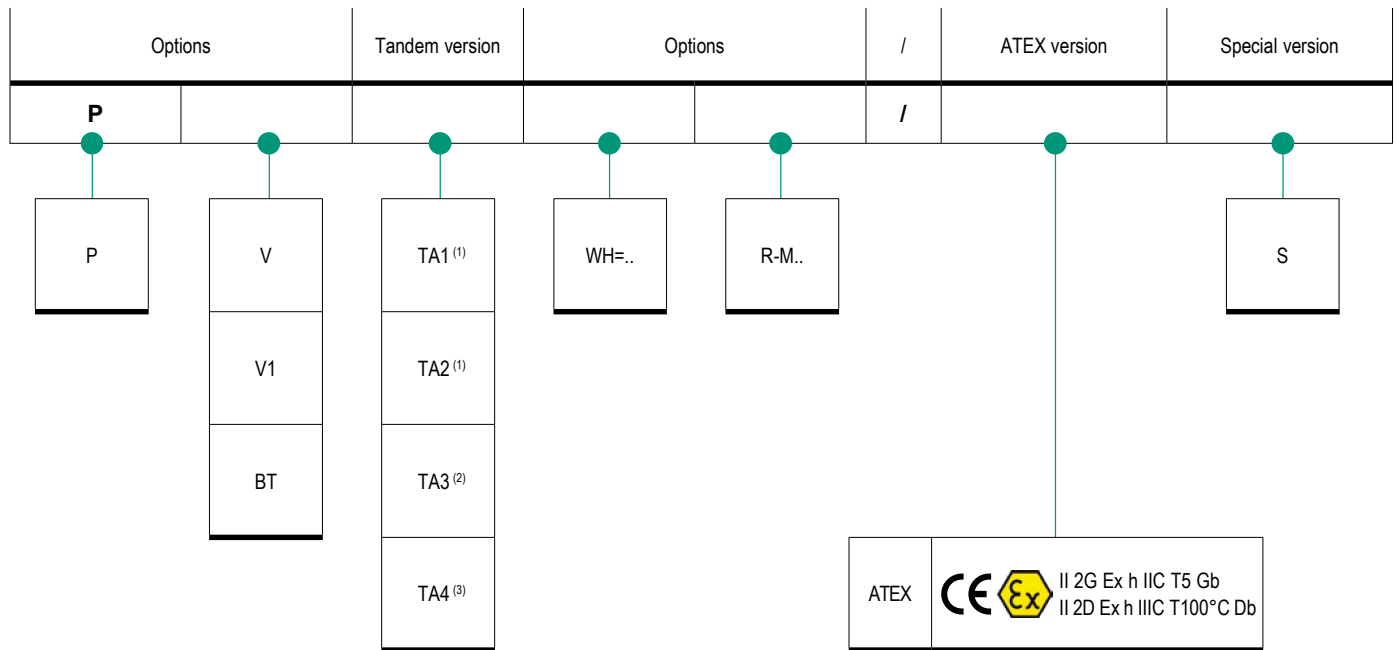 Options Tandem version Options / ATEX version Special version
P /
P V TA1 (1) WH=.. R-M.. S
V1 TA2 (1)
BT TA3 (2)
TA4 (3)
ATEX CE Ex II 2G Ex h IIC T5 Gb
II 2D Ex h IIIC T100°C Db